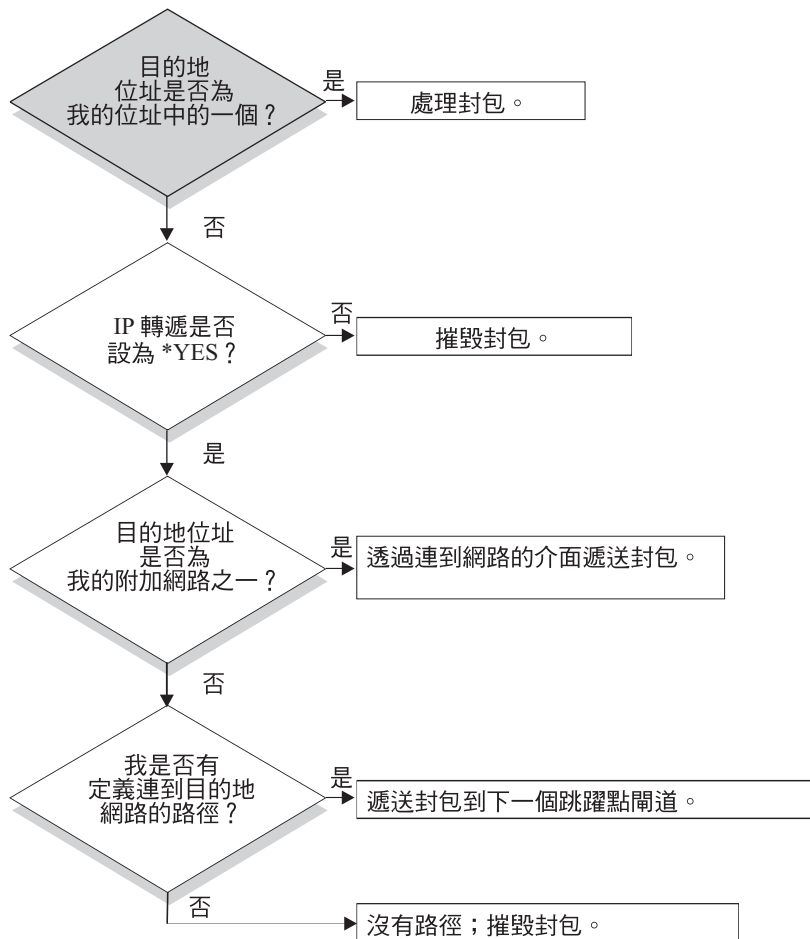 目的地
位址是否為
我的位址中的一個？
是
處理封包。
否
IP 轉遞是否
設為 *YES？
否
摧毀封包。
是
目的地位址
是否為
我的附加網路之一？
是
透過連到網路的介面遞送封包。
否
我是否有
定義連到目的地
網路的路徑？
是
遞送封包到下一個跳躍點閘道。
否
沒有路徑；摧毀封包。